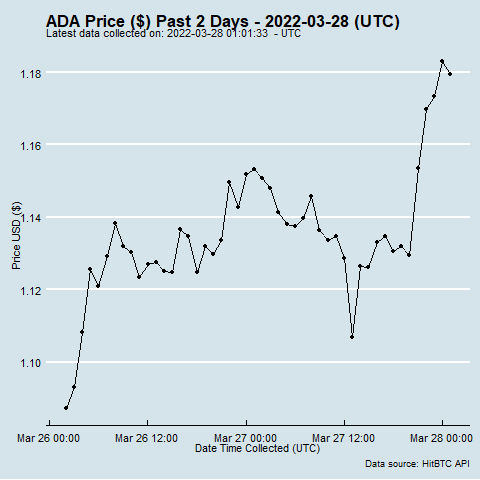 ADA Price ($) Past 2 Days - 2022-03-28 (UTC)
Latest data collected on: 2022-03-28 01:01:33 - UTC
1.18
1.16
1.14
1.12
1.10
Price USD ($)
Mar 26 00:00
Mar 26 12:00
Mar 27 00:00
Mar 27 12:00
Mar 28 00:00
Date Time Collected (UTC)
Data source: HitBTC API